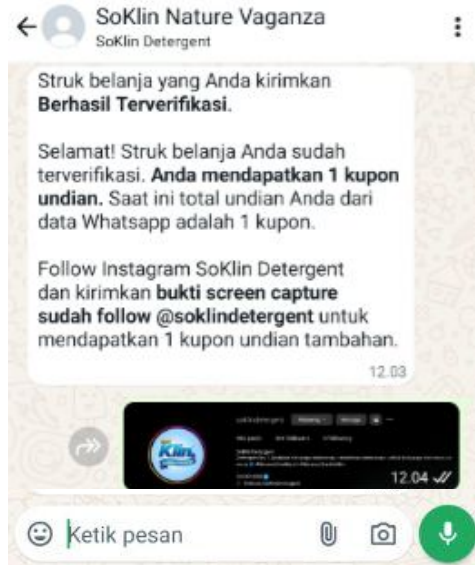 SoKlin Nature Vaganza
SoKlin Detergent
Struk belanja yang Anda kirimkan
Berhasil Terverifikasi.
Selamat! Struk belanja Anda sudah
terverifikasi. Anda mendapatkan 1 kupon
undian. Saat ini total undian Anda dari
data Whatsapp adalah 1 kupon.
Follow Instagram SoKlin Detergent
dan kirimkan bukti screen capture
sudah follow @soklindetergent untuk
mendapatkan 1 kupon undian tambahan.
12.03
soklindetergent
Klin
12.04
Ketik pesan